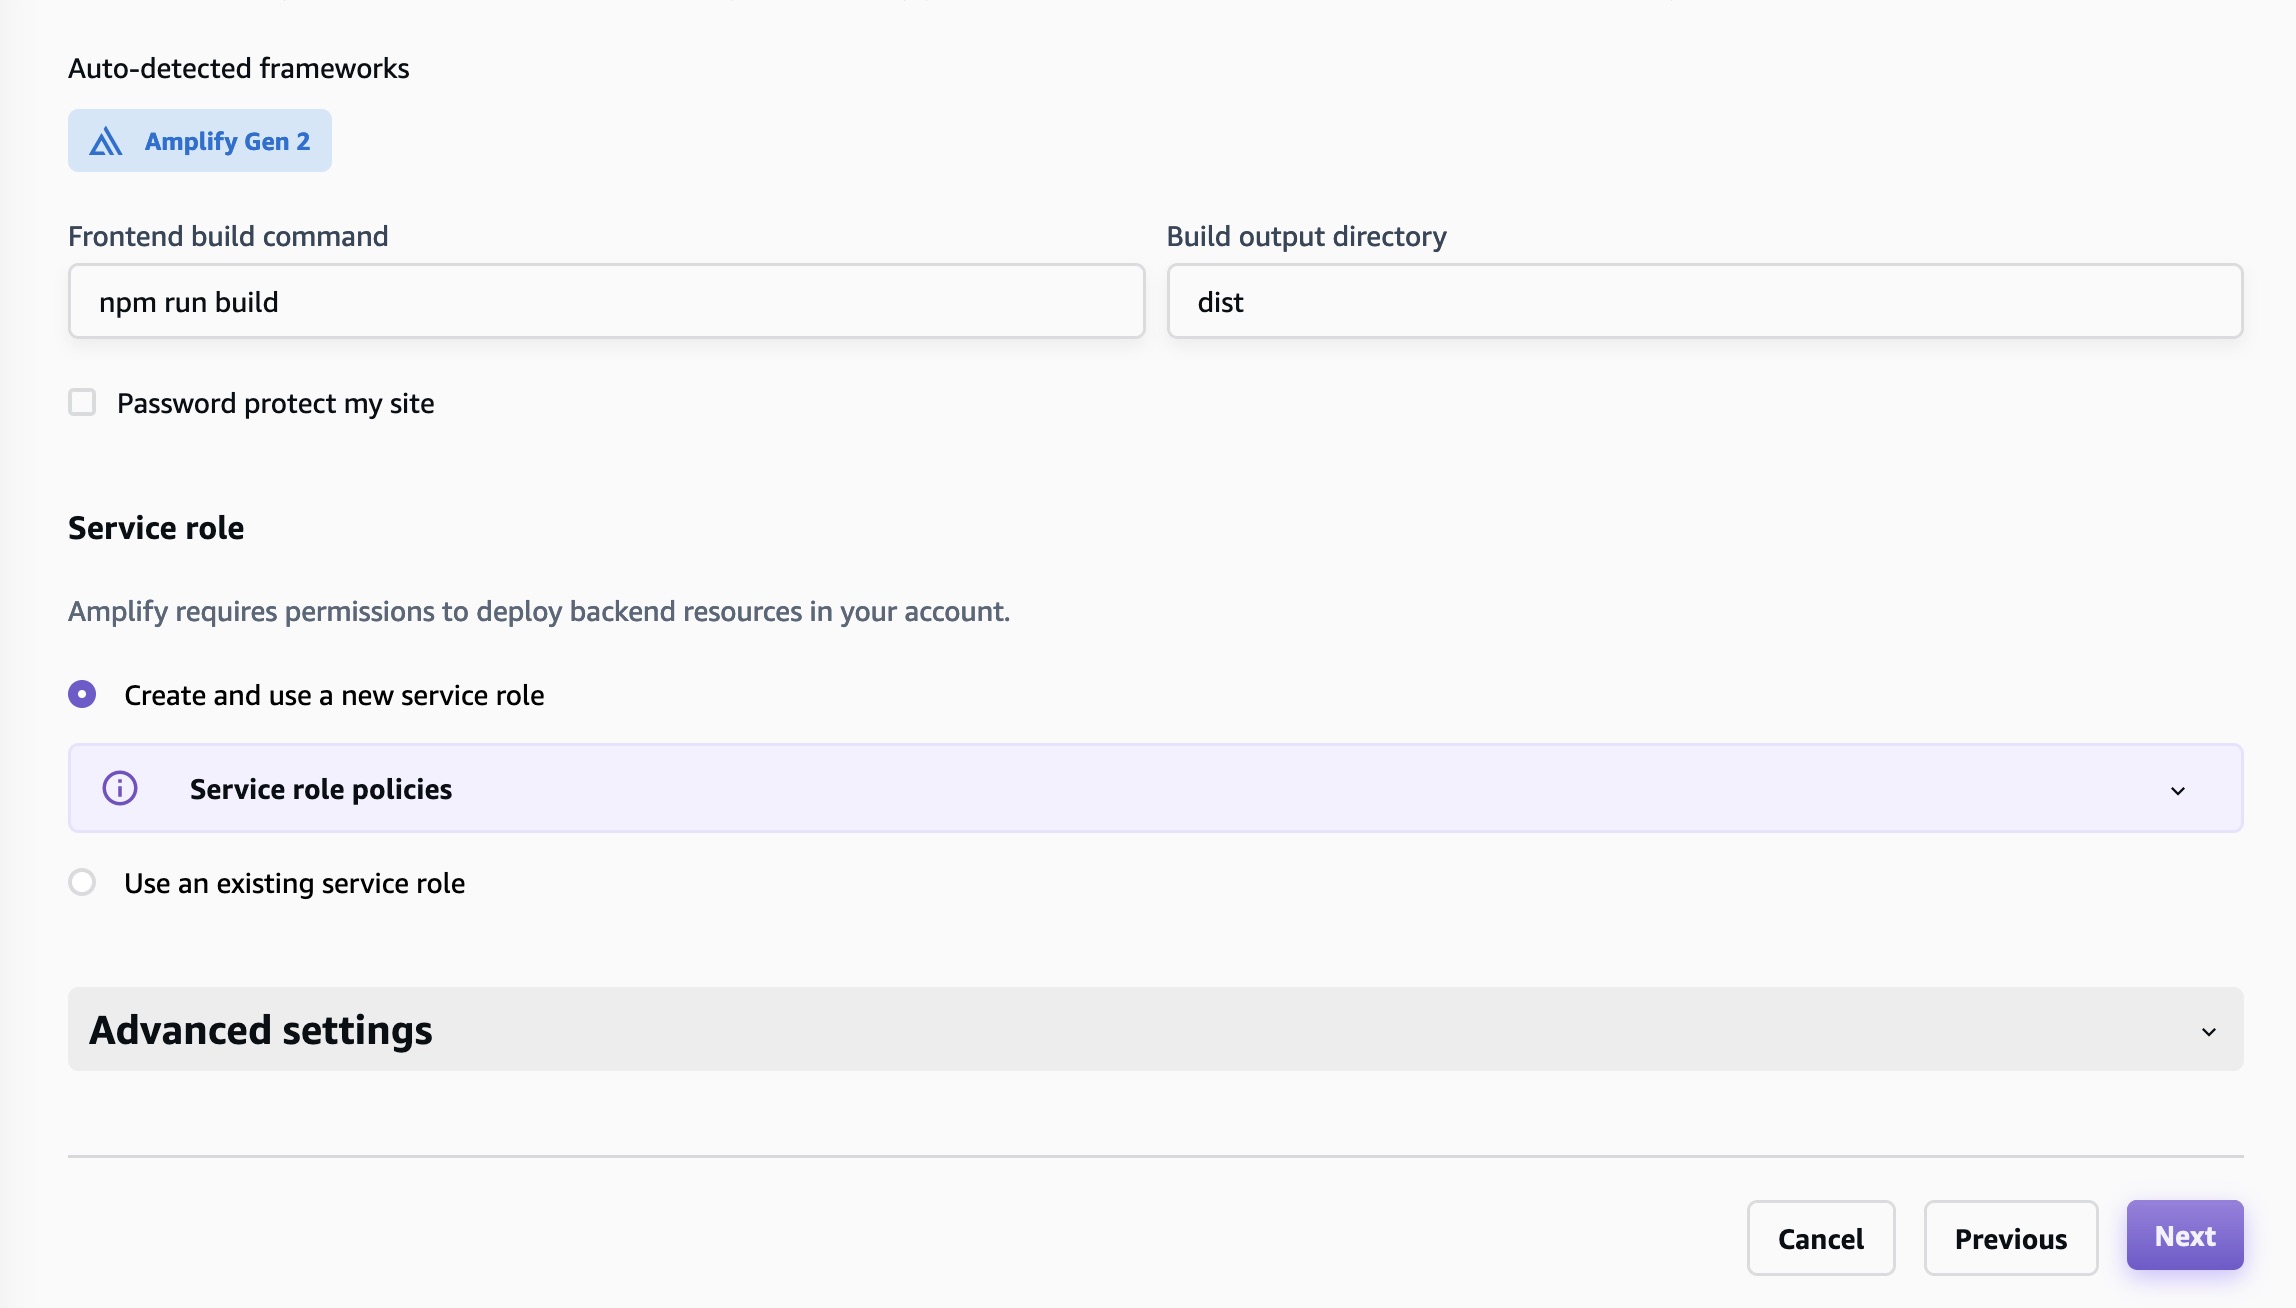 Auto-detected frameworks
Amplify Gen 2
Frontend build command
Build output directory
npm run build
dist
Password protect my site
Service role
Amplify requires permissions to deploy backend resources in your account.
Create and use a new service role
Service role policies
Use an existing service role
Advanced settings
Cancel
Previous
Next